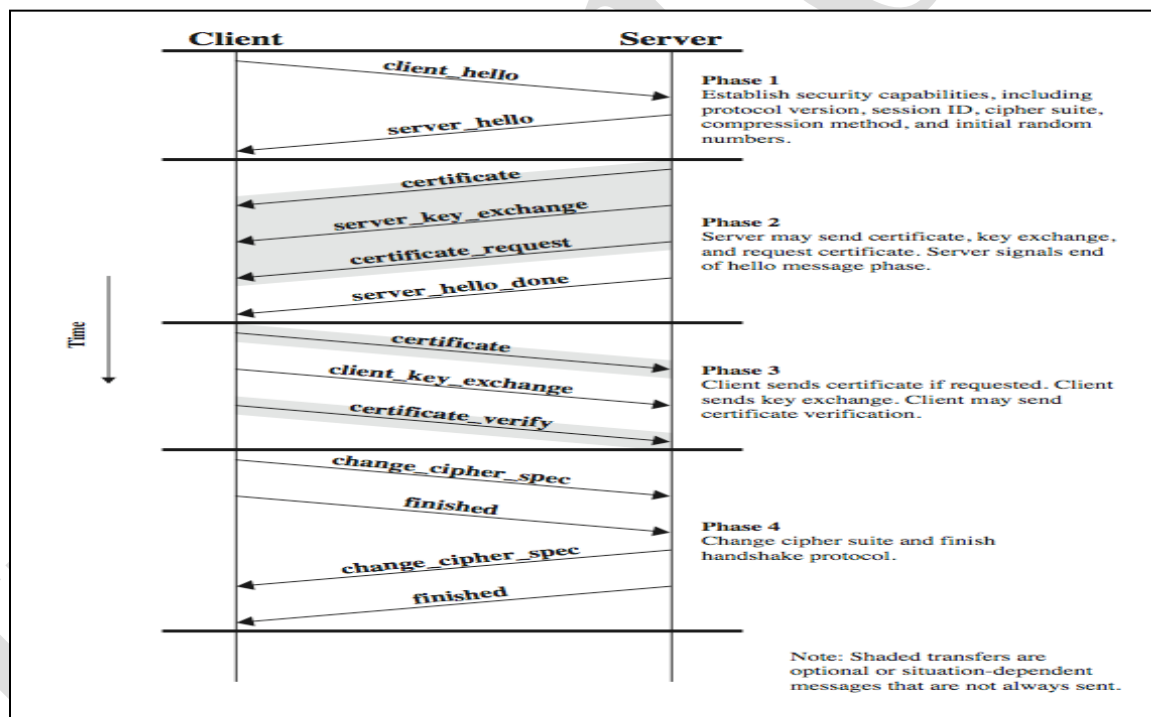 Client Server
client_hello
Phase 1
Establish security capabilities, including
protocol version, session ID, cipher suite,
compression method, and initial random
numbers.
server_hello
certificate
server_key_exchange
certificate_request
server_hello_done
Phase 2
Server may send certificate, key exchange,
and request certificate. Server signals end
of hello message phase.
Time
certificate
client_key_exchange
certificate_verify
Phase 3
Client sends certificate if requested. Client
sends key exchange. Client may send
certificate verification.
change_cipher_spec
finished
change_cipher_spec
finished
Phase 4
Change cipher suite and finish
handshake protocol.
Note: Shaded transfers are
optional or situation-dependent
messages that are not always sent.